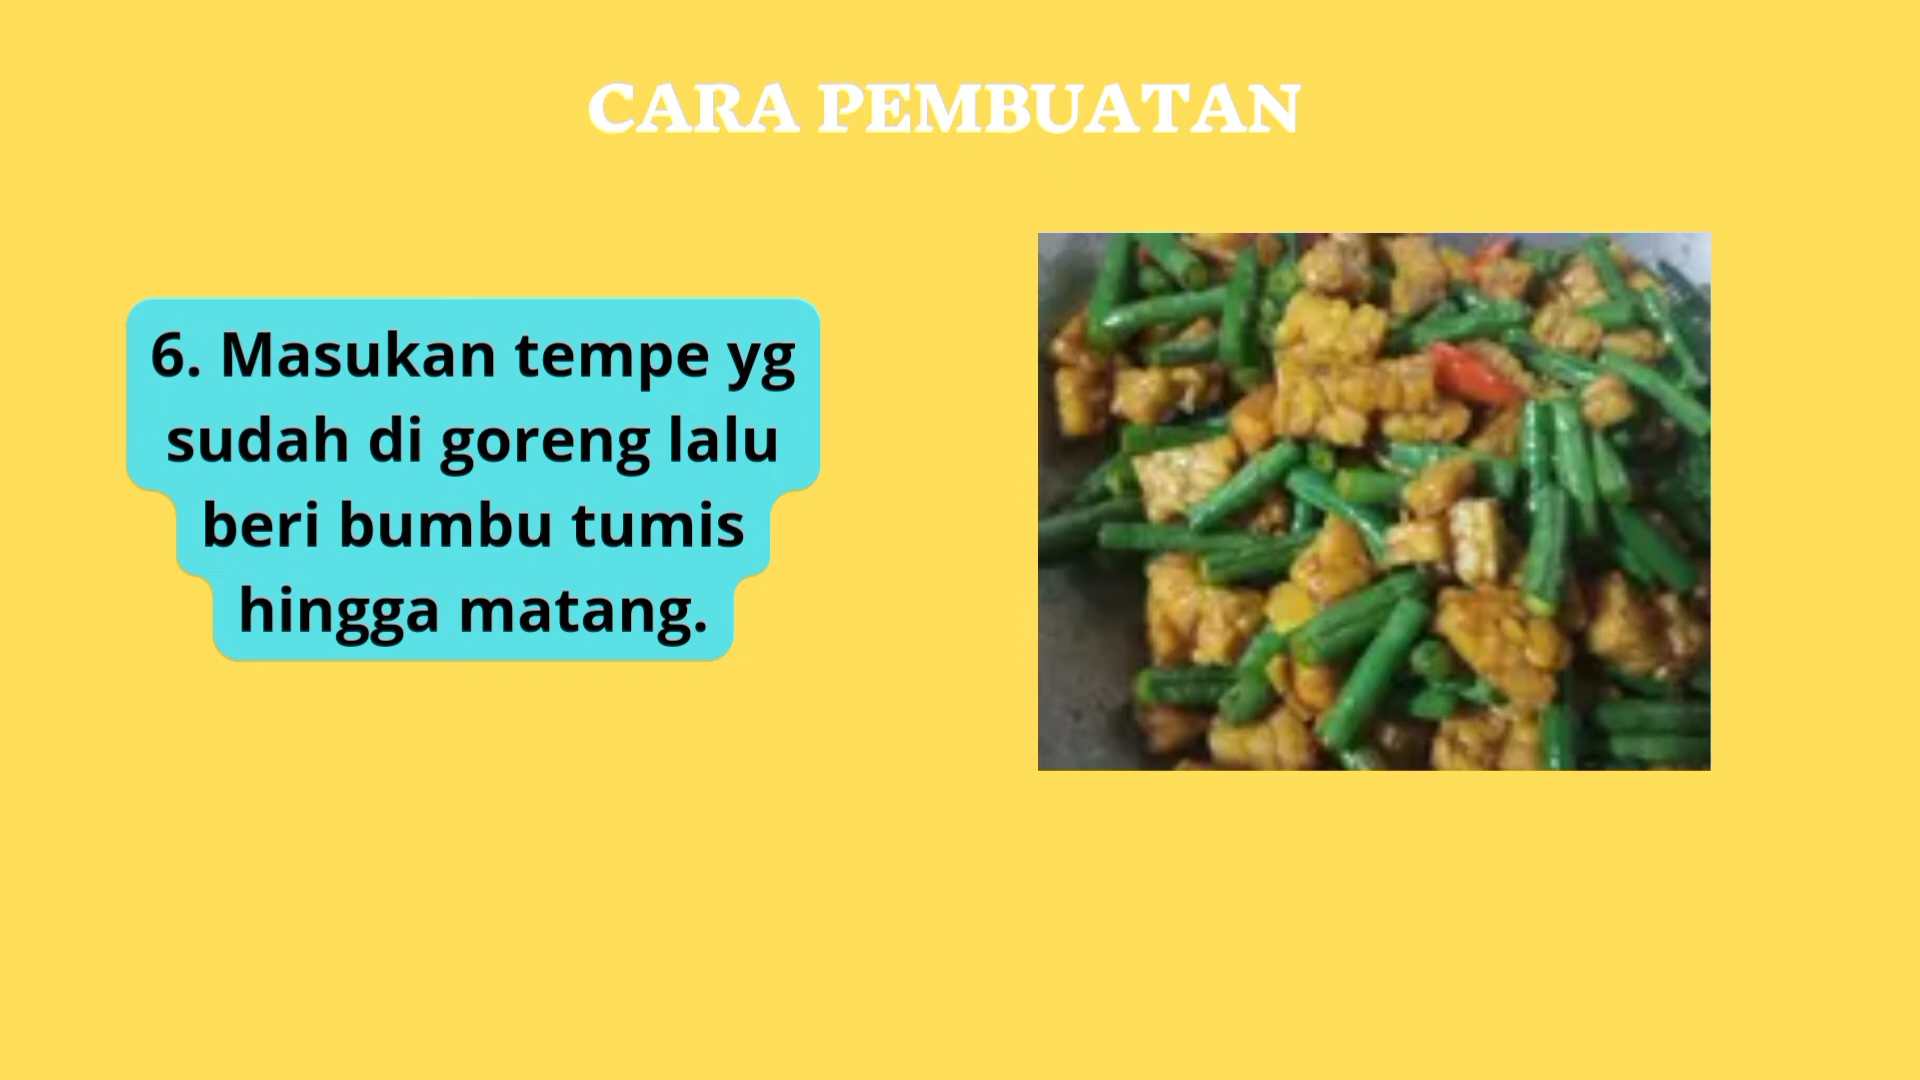 CARA PEMBUATAN
6. Masukan tempe yg
sudah di goreng lalu
beri bumbu tumis
hingga matang.